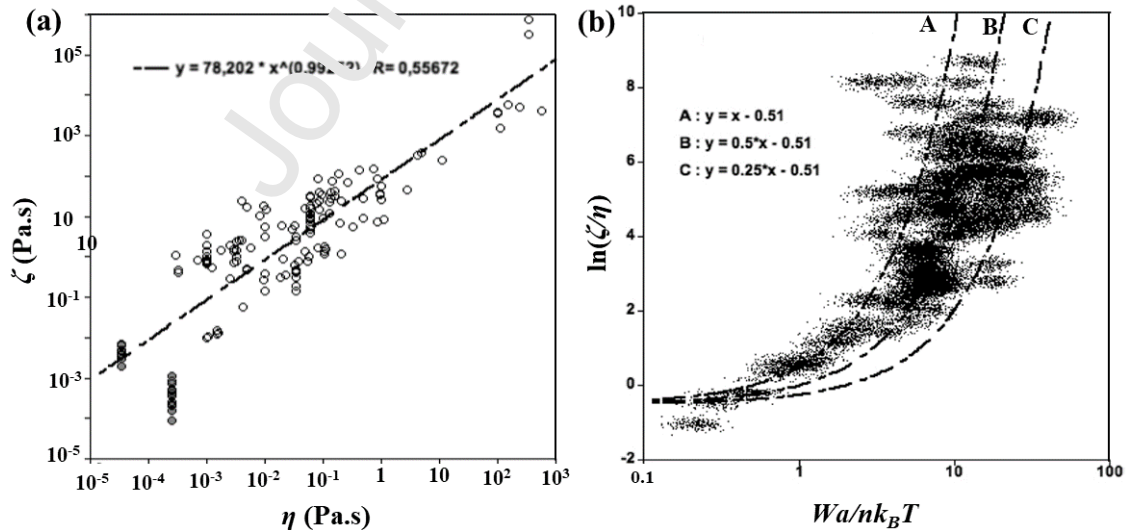 (a)
Jour
y = 78,202 * x^(0.99252) R= 0,55672
ζ (Pa.s)
10^5
10^3
10
10
10^-1
10^-3
10^-5
10^-5 10^-4 10^-3 10^-2 10^-1 1 10 10^2 10^3
η (Pa.s)
(b)
A B C
A : y = x - 0.51
B : y = 0.5*x - 0.51
C : y = 0.25*x - 0.51
ln(ζ/η)
10
8
6
4
2
0
-2
0.1 1 10 100
Wa/nk_BT